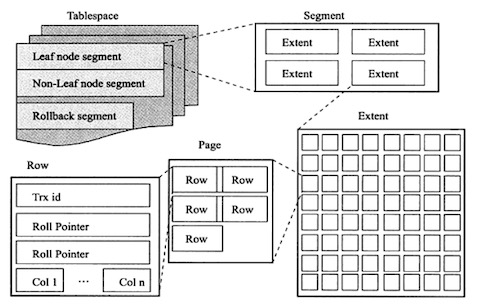 Tablespace
Segment
Leaf node segment
Non-Leaf node segment
Rollback segment
Extent Extent
Extent Extent
Extent
Page
Row
Row Row
Row Row
Row
Trx id
Roll Pointer
Roll Pointer
Col 1 ... Col n